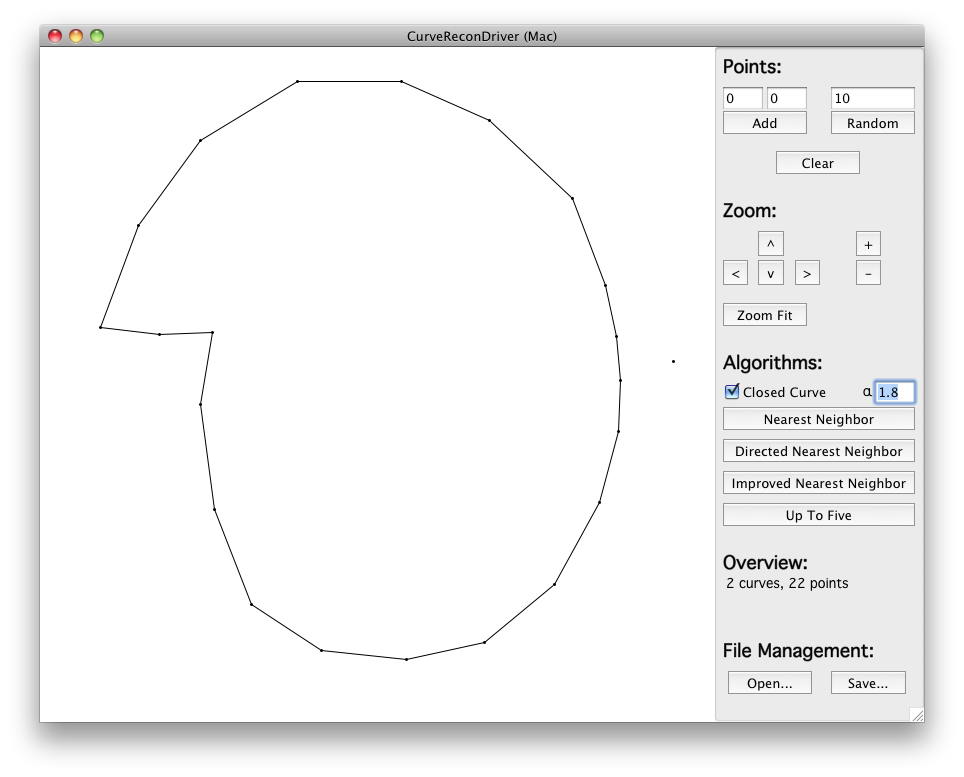 CurveReconDriver (Mac)
Points:
0 0 10
Add Random
Clear
Zoom:
^ +
< v > -
Zoom Fit
Algorithms:
Closed Curve α 1.8
Nearest Neighbor
Directed Nearest Neighbor
Improved Nearest Neighbor
Up To Five
Overview:
2 curves, 22 points
File Management:
Open... Save...